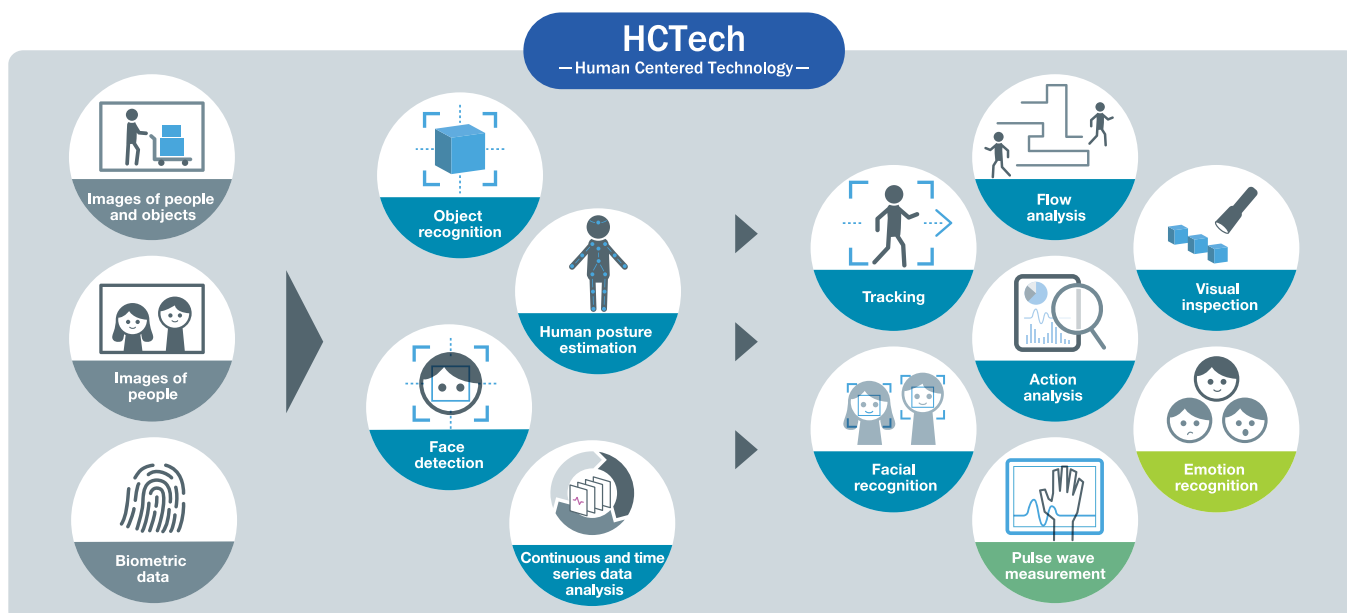 HCTech
—Human Centered Technology—
Images of people
and objects
Images of
people
Biometric
data
Object
recognition
Human posture
estimation
Face
detection
Continuous and time
series data
analysis
Tracking
Flow
analysis
Visual
inspection
Action
analysis
Facial
recognition
Emotion
recognition
Pulse wave
measurement